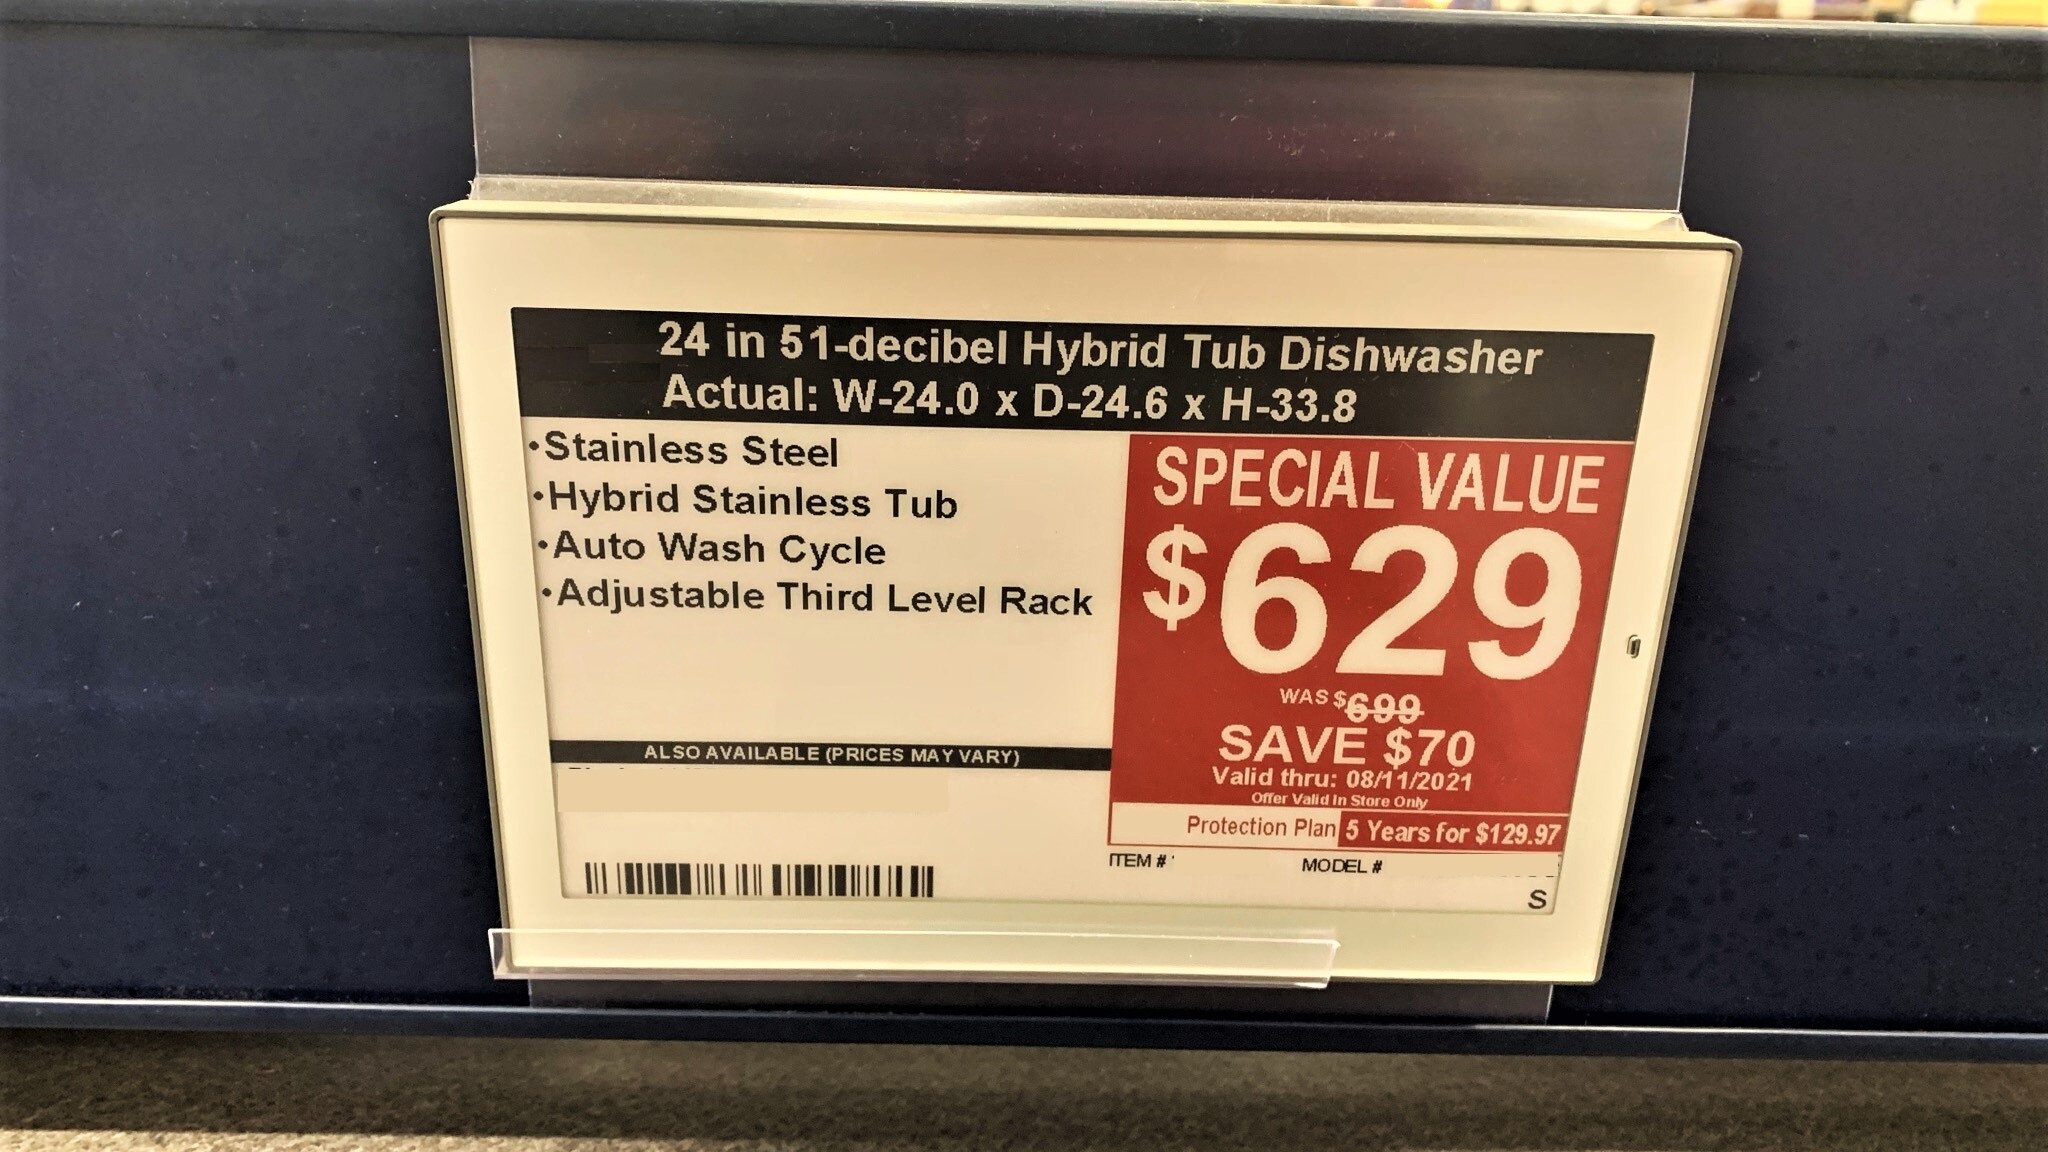 24 in 51-decibel Hybrid Tub Dishwasher
Actual: W-24.0 x D-24.6 x H-33.8
•Stainless Steel
•Hybrid Stainless Tub
•Auto Wash Cycle
•Adjustable Third Level Rack
SPECIAL VALUE
$629
WAS $699
SAVE $70
Valid thru: 08/11/2021
Offer Valid In Store Only
Protection Plan 5 Years for $129.97
ALSO AVAILABLE (PRICES MAY VARY)
ITEM # MODEL #
S